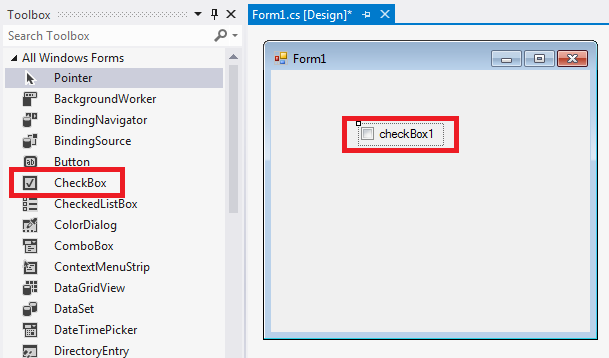 Toolbox
Search Toolbox
All Windows Forms
Pointer
BackgroundWorker
BindingNavigator
BindingSource
Button
CheckBox
CheckedListBox
ColorDialog
ComboBox
ContextMenuStrip
DataGridView
DataSet
DateTimePicker
DirectoryEntry
Form1.cs [Design]*
Form1
checkBox1